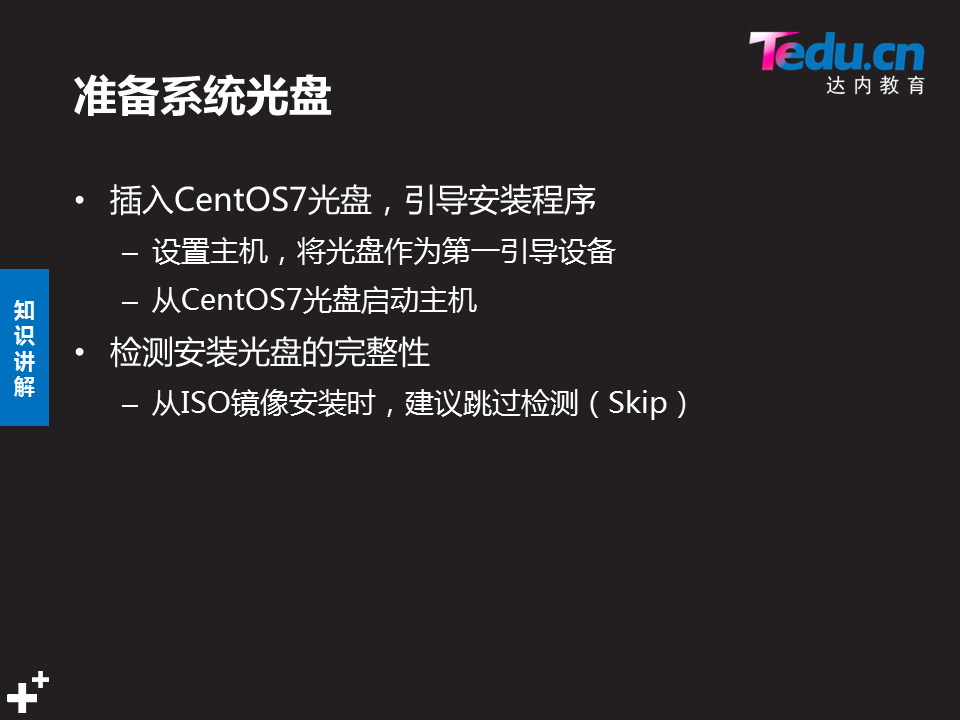 Tedu.cn
达内教育
准备系统光盘
• 插入CentOS7光盘，引导安装程序
– 设置主机，将光盘作为第一引导设备
– 从CentOS7光盘启动主机
• 检测安装光盘的完整性
– 从ISO镜像安装时，建议跳过检测（Skip）
知
识
讲
解